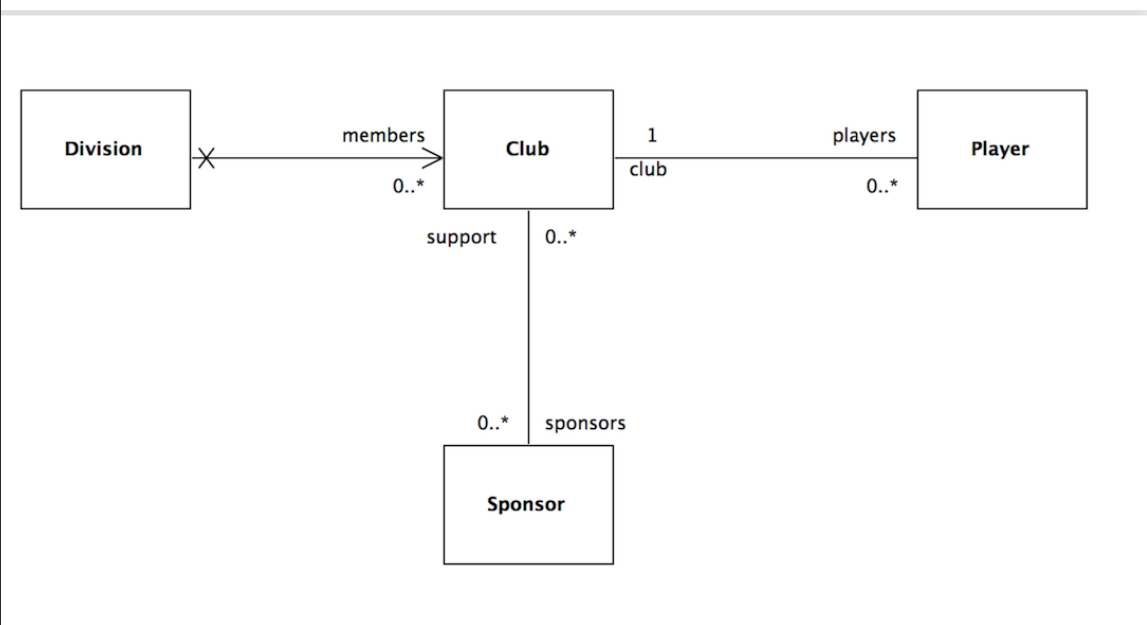 members
1
players
Division
Club
Player
club
0..*
0..*
support
0..*
0..*
sponsors
Sponsor